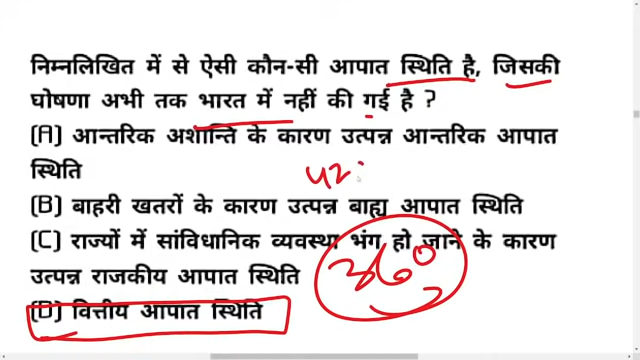 निम्नलिखित में से ऐसी कौन-सी आपात स्थिति है, जिसकी
घोषणा अभी तक भारत में नहीं की गई है ?
(A) आन्तरिक अशान्ति के कारण उत्पन्न आन्तरिक आपात
स्थिति
(B) बाहरी खतरों के कारण उत्पन्न बाह्य आपात स्थिति
(C) राज्यों में सांविधानिक व्यवस्था भंग हो जाने के कारण
उत्पन्न राजकीय आपात स्थिति
360
(D) वित्तीय आपात स्थिति